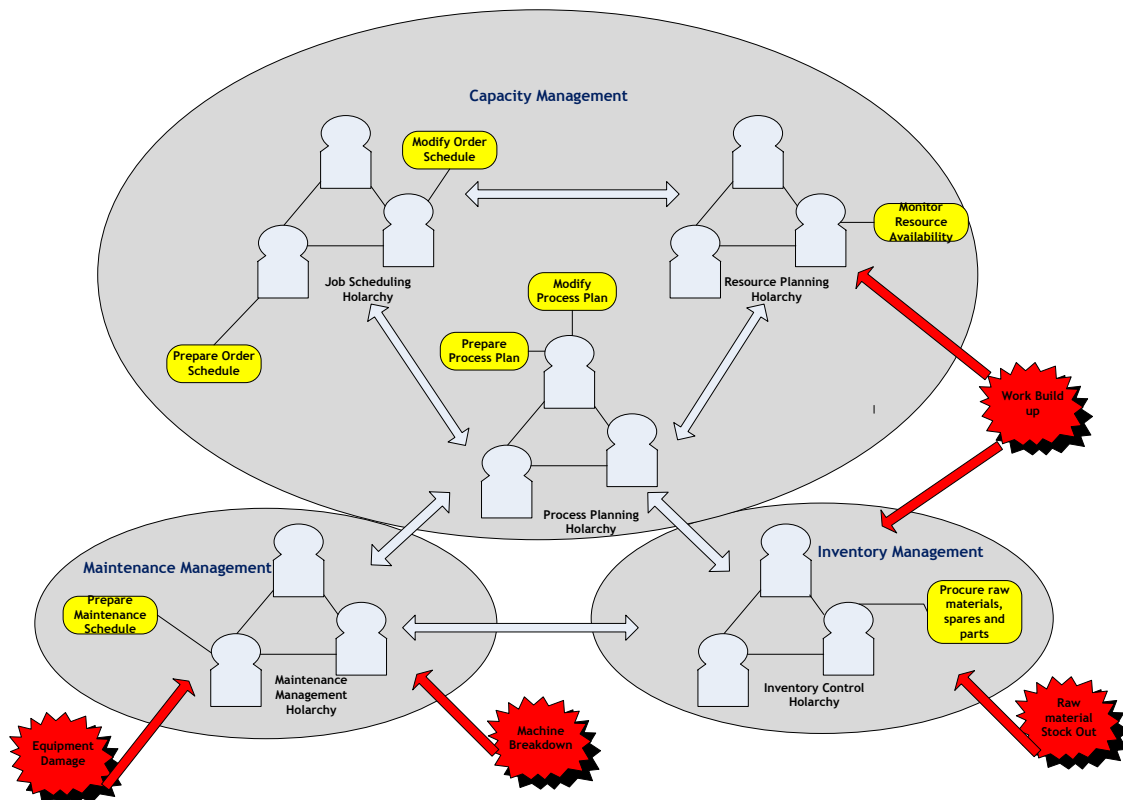 Capacity Management
Modify Order
Schedule
Monitor
Resource
Availability
Job Scheduling
Holarchy
Modify
Process Plan
Resource Planning
Holarchy
Prepare
Process Plan
Prepare Order
Schedule
Work Build
up
Process Planning
Holarchy
Maintenance Management
Inventory Management
Prepare
Maintenance
Schedule
Procure raw
materials,
spares and
parts
Maintenance
Management
Holarchy
Inventory Control
Holarchy
Equipment
Damage
Machine
Breakdown
Raw
material
Stock Out